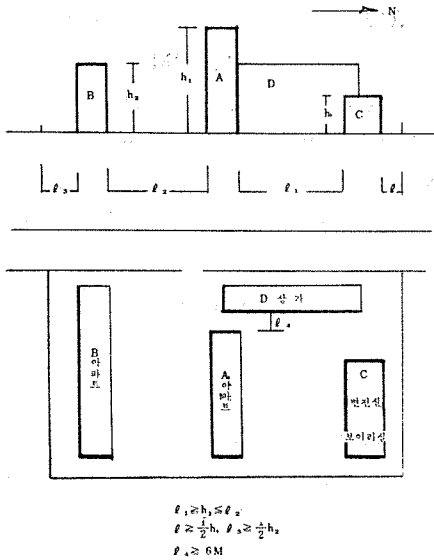 N
h₁
A
D
B
h₂
h.
C
ℓ₃
ℓ₂
ℓ₁
ℓ
D 상 가
ℓ₄
B 아파트
A 아파트
C
변전실
보이라실
ℓ₁≧h₁≦ℓ₂
ℓ≧½h, ℓ₃≧½h₂
ℓ₄≧ 6M